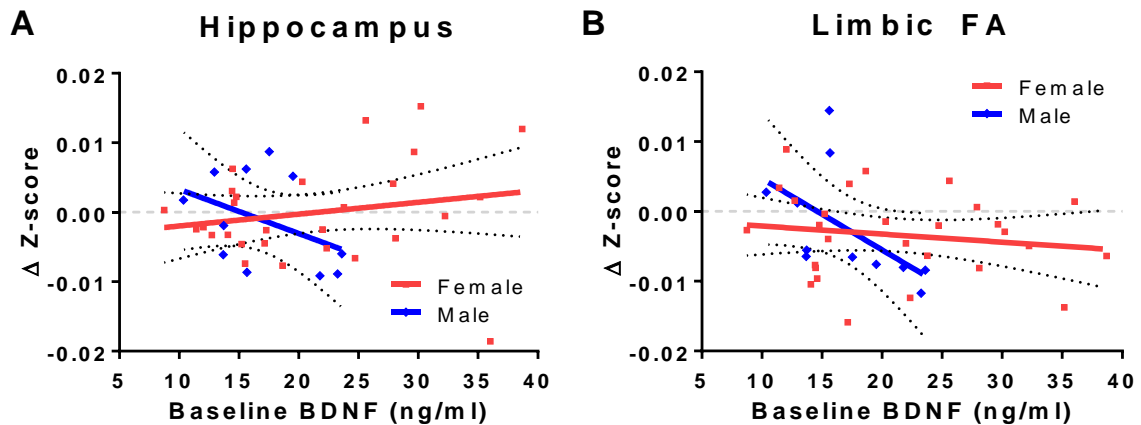 A
Hippocampus
Δ Z-score
0.02
0.01
0.00
-0.01
-0.02
Female
Male
5 10 15 20 25 30 35 40
Baseline BDNF (ng/ml)
B
Limbic FA
Δ Z-score
0.02
0.01
0.00
-0.01
-0.02
Female
Male
5 10 15 20 25 30 35 40
Baseline BDNF (ng/ml)